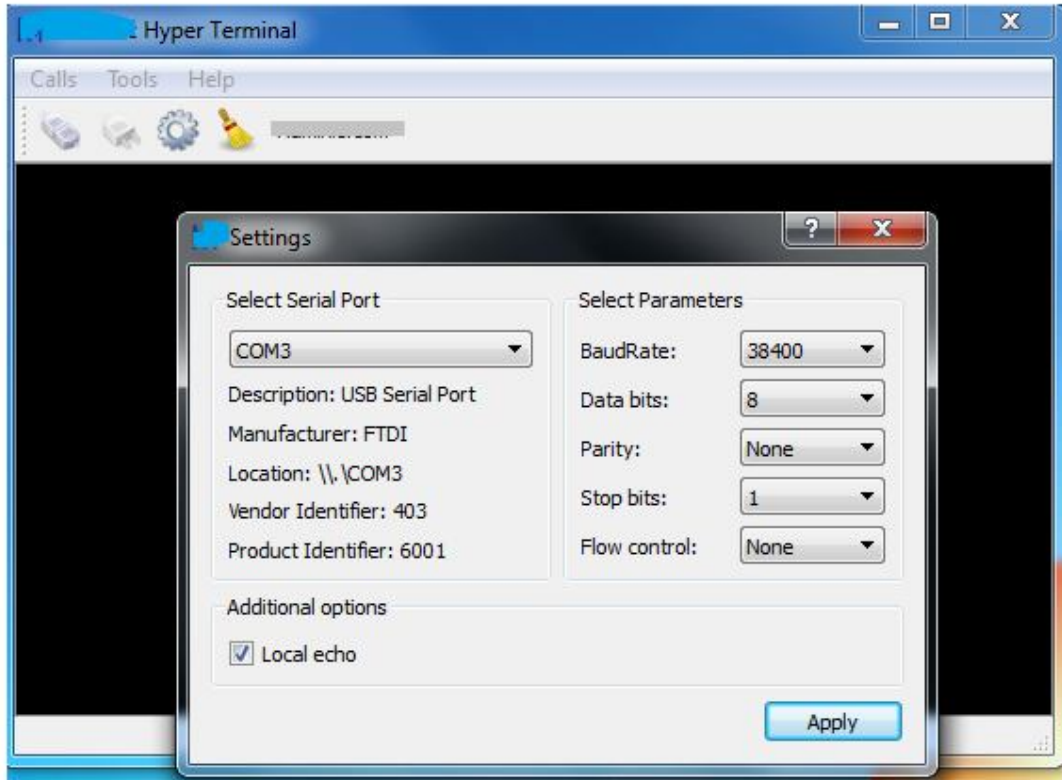 Hyper Terminal
Calls Tools Help
Settings
Select Serial Port
COM3
Description: USB Serial Port
Manufacturer: FTDI
Location: \\.\COM3
Vendor Identifier: 403
Product Identifier: 6001
Select Parameters
BaudRate: 38400
Data bits: 8
Parity: None
Stop bits: 1
Flow control: None
Additional options
Local echo
Apply